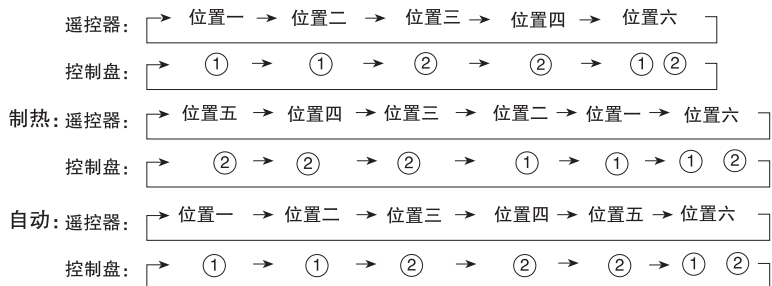 遥控器： → 位置一 → 位置二 → 位置三 → 位置四 → 位置六
控制盘： → ① → ① → ② → ② → ① ②
制热：遥控器： → 位置五 → 位置四 → 位置三 → 位置二 → 位置一 → 位置六
控制盘： → ② → ② → ② → ① → ① → ① ②
自动：遥控器： → 位置一 → 位置二 → 位置三 → 位置四 → 位置五 → 位置六
控制盘： → ① → ① → ② → ② → ② → ① ②